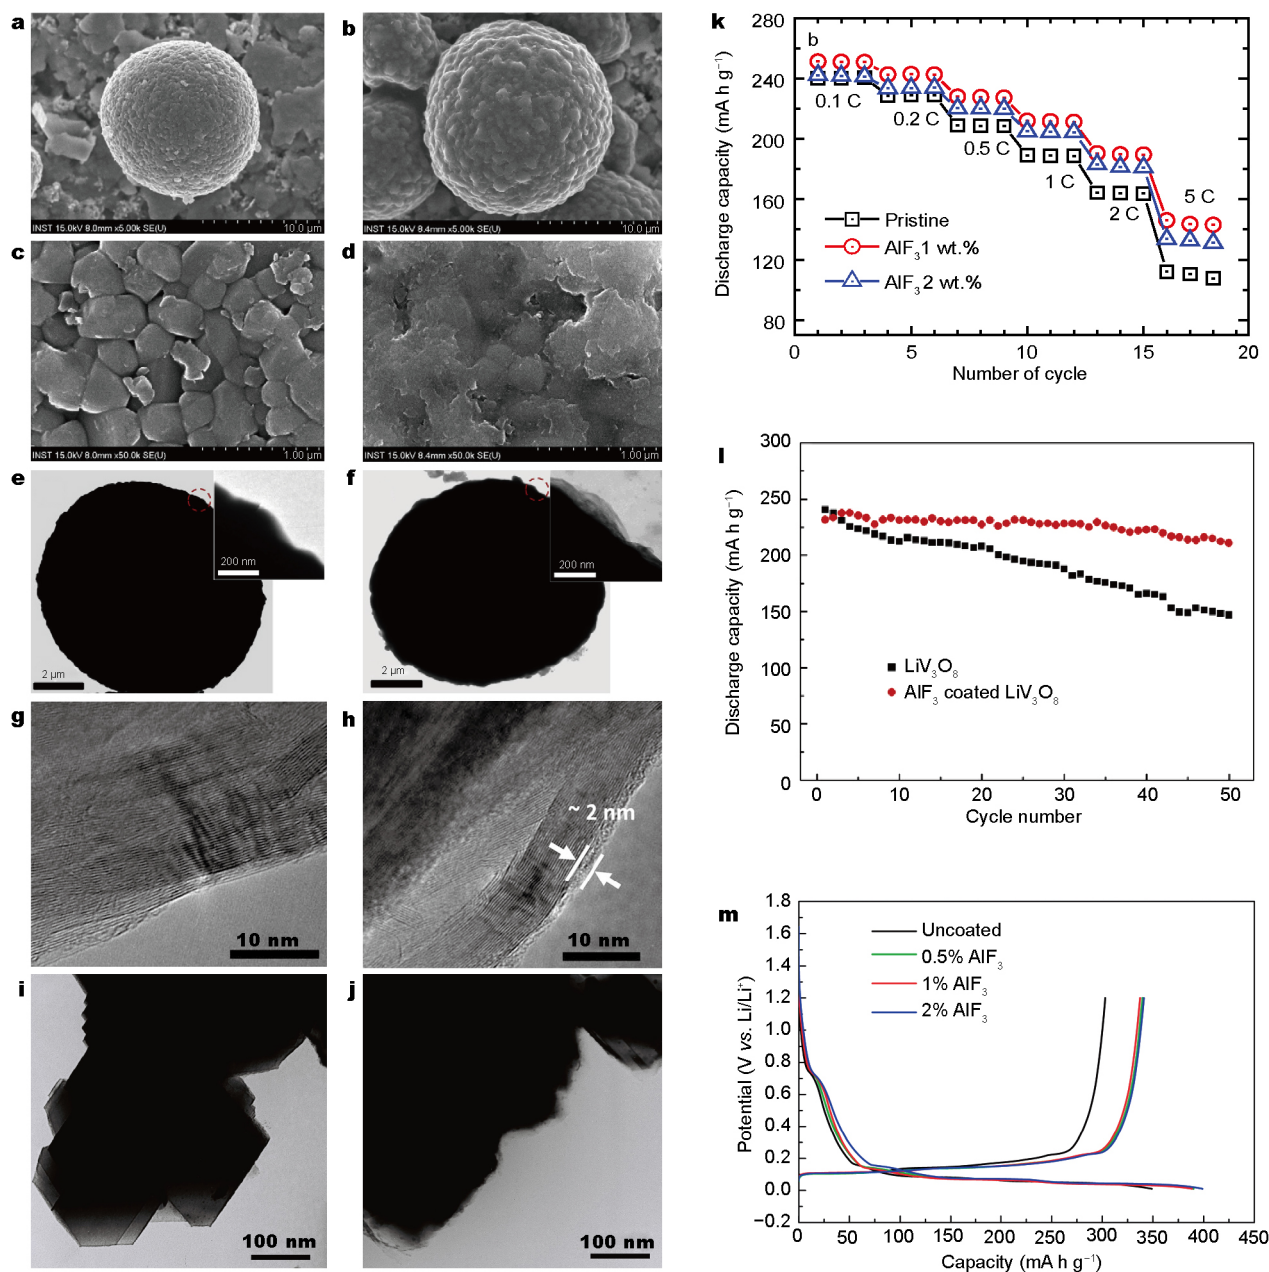 a
INST 15.0kV 8.0mm x5.00k SE(U) 10.0 µm
b
INST 15.0kV 8.4mm x5.00k SE(U) 10.0 µm
c
INST 15.0kV 8.0mm x50.0k SE(U) 1.00 µm
d
INST 15.0kV 8.4mm x50.0k SE(U) 1.00 µm
e
200 nm
2 µm
f
200 nm
2 µm
g
10 nm
h
~ 2 nm
10 nm
i
100 nm
j
100 nm
k
Discharge capacity (mA h g⁻¹)
280
240
200
160
120
80
b
0.1 C
0.2 C
0.5 C
1 C
2 C
5 C
Pristine
AlF₃ 1 wt.%
AlF₃ 2 wt.%
0 5 10 15 20
Number of cycle
l
Discharge capacity (mA h g⁻¹)
300
250
200
150
100
50
0
LiV₃O₈
AlF₃ coated LiV₃O₈
0 10 20 30 40 50
Cycle number
m
Potential (V vs. Li/Li⁺)
1.8
1.6
1.4
1.2
1.0
0.8
0.6
0.4
0.2
0.0
−0.2
Uncoated
0.5% AlF₃
1% AlF₃
2% AlF₃
0 50 100 150 200 250 300 350 400 450
Capacity (mA h g⁻¹)